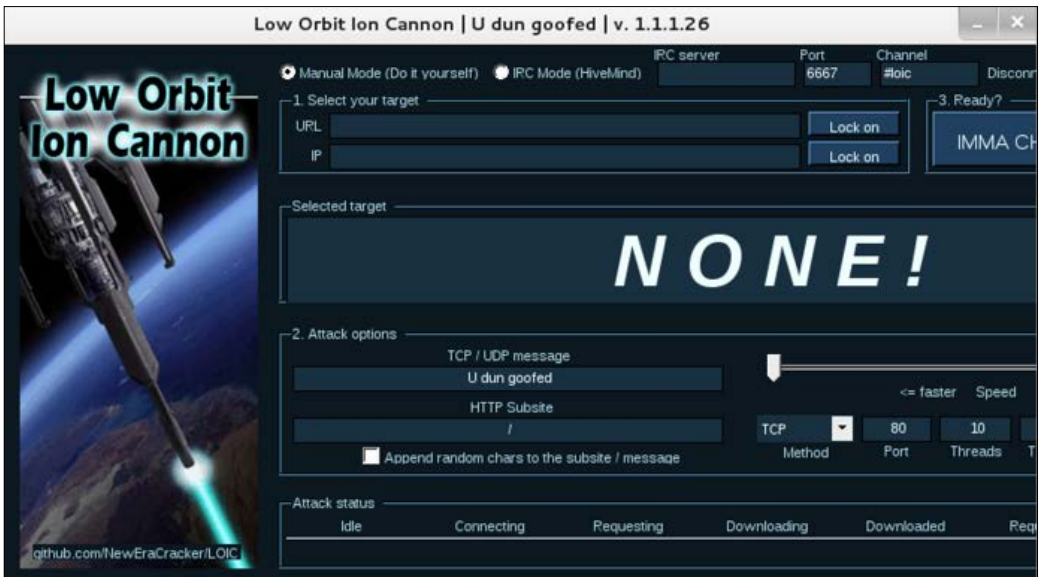 Low Orbit Ion Cannon | U dun goofed | v. 1.1.1.26
Low Orbit
Ion Cannon
IRC server Port Channel
Manual Mode (Do it yourself) IRC Mode (HiveMind) 6667 #loic
1. Select your target
3. Ready?
URL Lock on
IMMA
IP Lock on
Selected target
NONE!
2. Attack options
TCP / UDP message
U dun goofed
<= faster Speed
HTTP Subsite
/
TCP 80 10
Append random chars to the subsite / message
Method Port Threads
Attack status
Idle Connecting Requesting Downloading Downloaded
github.com/NewEraCracker/LOIC